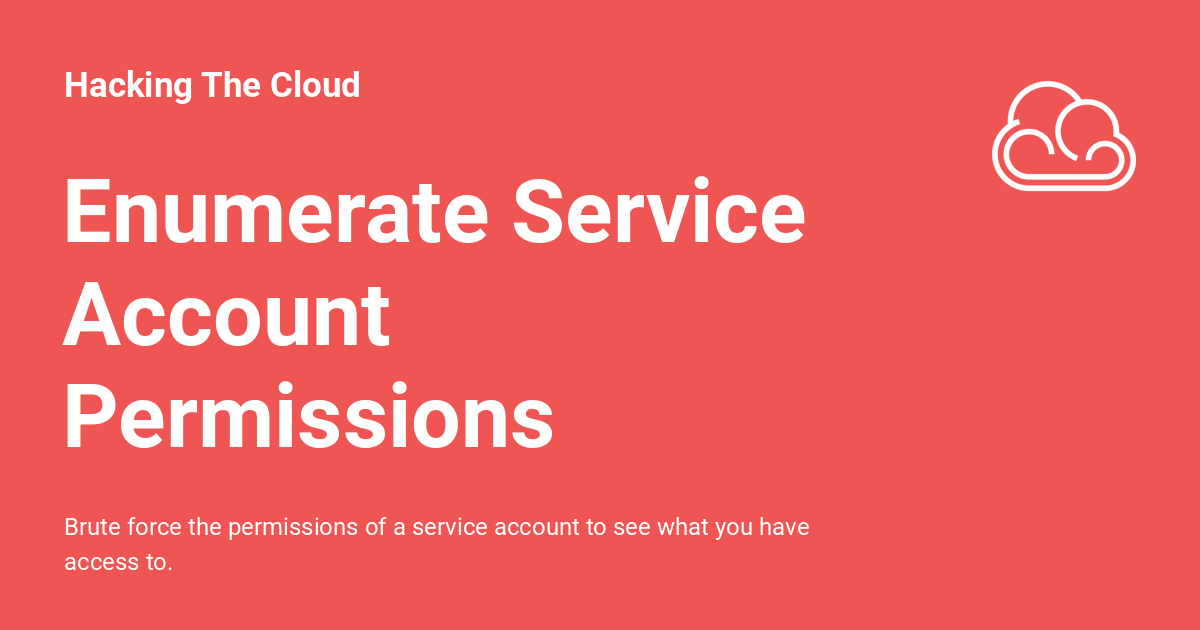 Hacking The Cloud
Enumerate Service
Account
Permissions
Brute force the permissions of a service account to see what you have
access to.